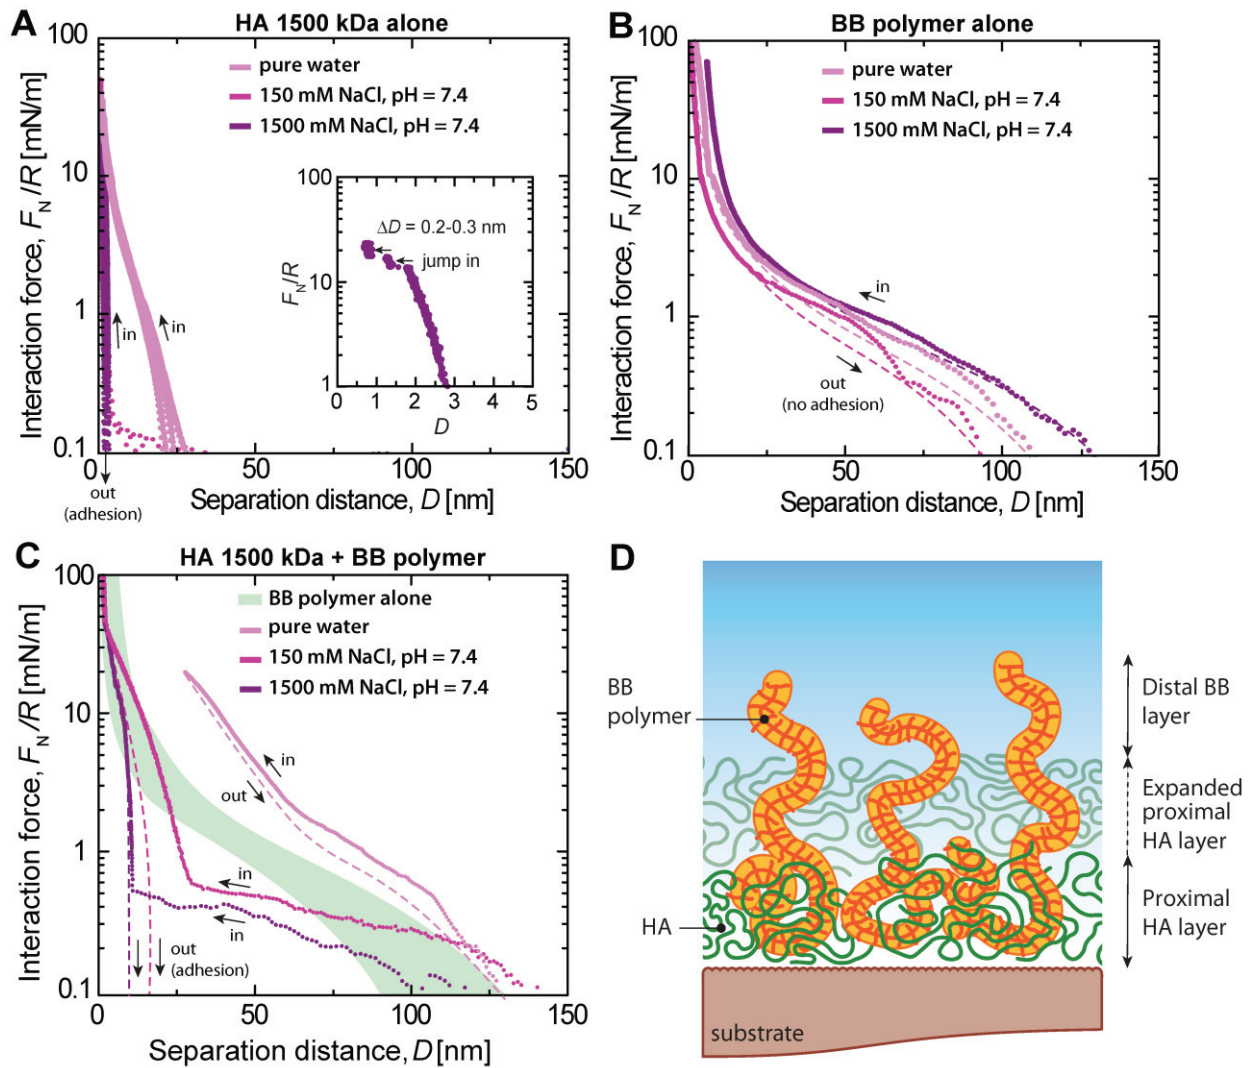 A
HA 1500 kDa alone
100
10
1
0.1
Interaction force, F_N/R [mN/m]
pure water
150 mM NaCl, pH = 7.4
1500 mM NaCl, pH = 7.4
in
in
100
10
1
F_N/R
ΔD = 0.2-0.3 nm
jump in
0 1 2 3 4 5
D
0 50 100 150
out
(adhesion)
Separation distance, D [nm]
B
BB polymer alone
100
10
1
0.1
Interaction force, F_N/R [mN/m]
pure water
150 mM NaCl, pH = 7.4
1500 mM NaCl, pH = 7.4
in
out
(no adhesion)
0 50 100 150
Separation distance, D [nm]
C
HA 1500 kDa + BB polymer
100
10
1
0.1
Interaction force, F_N/R [mN/m]
BB polymer alone
pure water
150 mM NaCl, pH = 7.4
1500 mM NaCl, pH = 7.4
in
out
in
in
out
(adhesion)
0 50 100 150
Separation distance, D [nm]
D
BB
polymer
HA
substrate
Distal BB
layer
Expanded
proximal
HA layer
Proximal
HA layer